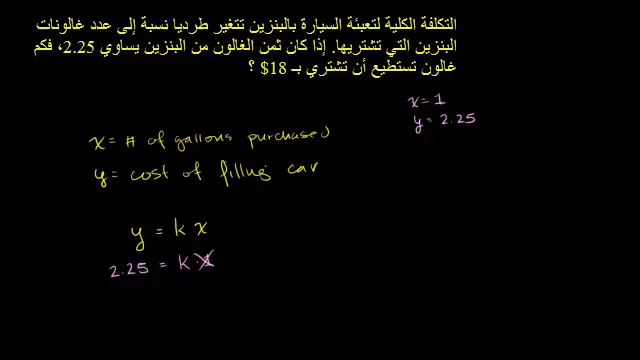 التكلفة الكلية لتعبئة السيارة بالبنزين تتغير طرديا نسبة إلى عدد غالونات
البنزين التي تشتريها. إذا كان ثمن الغالون من البنزين يساوي 2.25، فكم
غالون تستطيع أن تشتري بـ 18$ ؟
x = 1
y = 2.25
x = # of gallons purchased
y = cost of filling car
y = k x
2.25 = k · 1